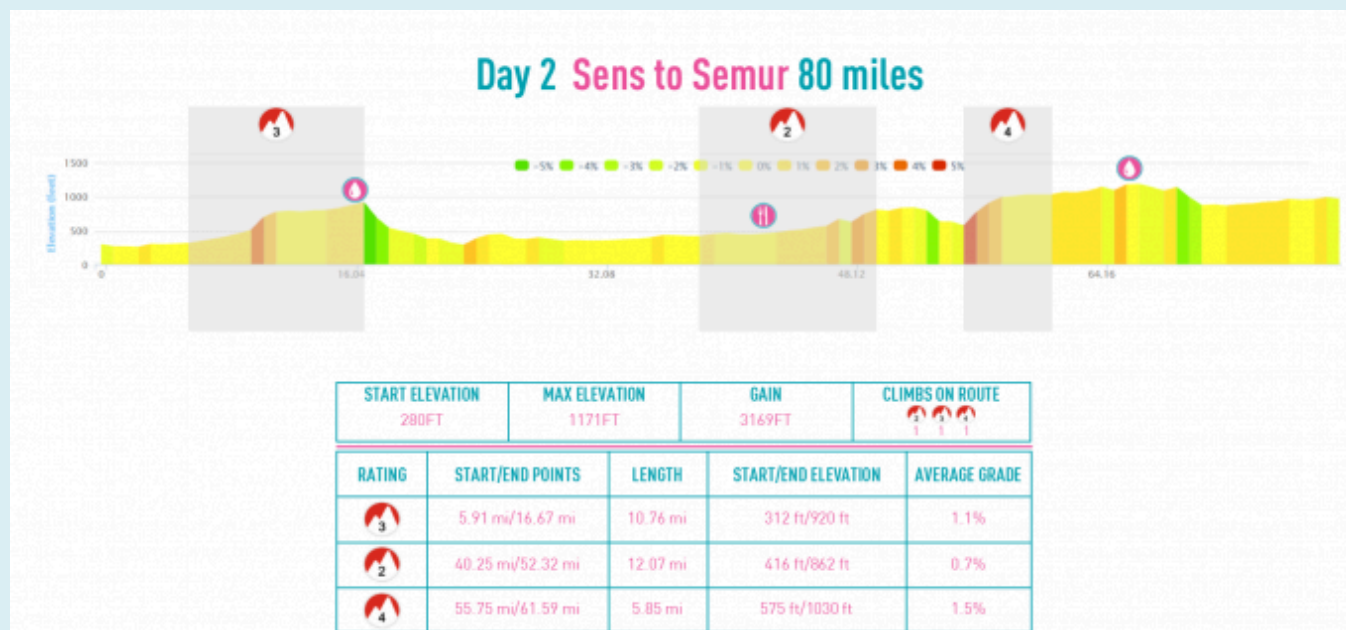 Day 2 Sens to Semur 80 miles
3
2
4
-5% -4% -3% -2% -1% 0% 1% 2% 3% 4% 5%
Elevation (feet)
1500
1000
500
0
0 16.04 32.08 48.12 64.16
START ELEVATION MAX ELEVATION GAIN CLIMBS ON ROUTE
280FT 1171FT 3169FT 2 3 4
1 1 1
RATING START/END POINTS LENGTH START/END ELEVATION AVERAGE GRADE
3 5.91 mi/16.67 mi 10.76 mi 312 ft/920 ft 1.1%
2 40.25 mi/52.32 mi 12.07 mi 416 ft/862 ft 0.7%
4 55.75 mi/61.59 mi 5.85 mi 575 ft/1030 ft 1.5%